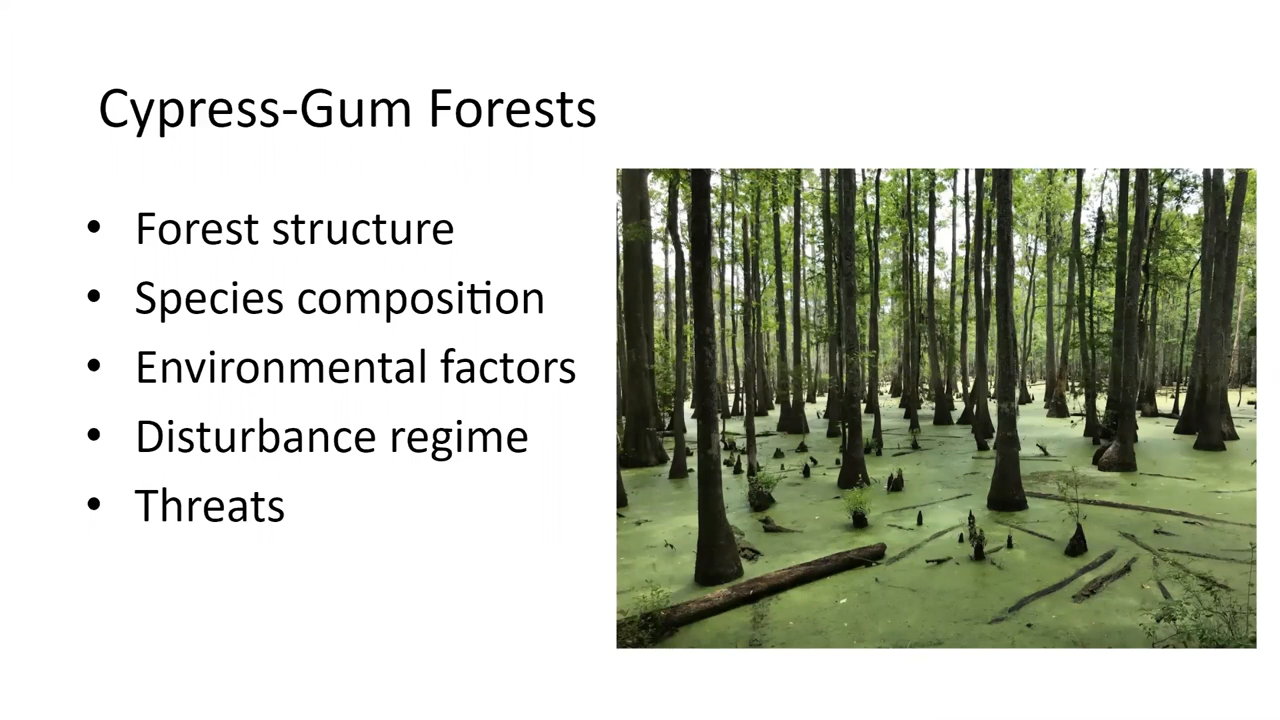 Cypress-Gum Forests
• Forest structure
• Species composition
• Environmental factors
• Disturbance regime
• Threats